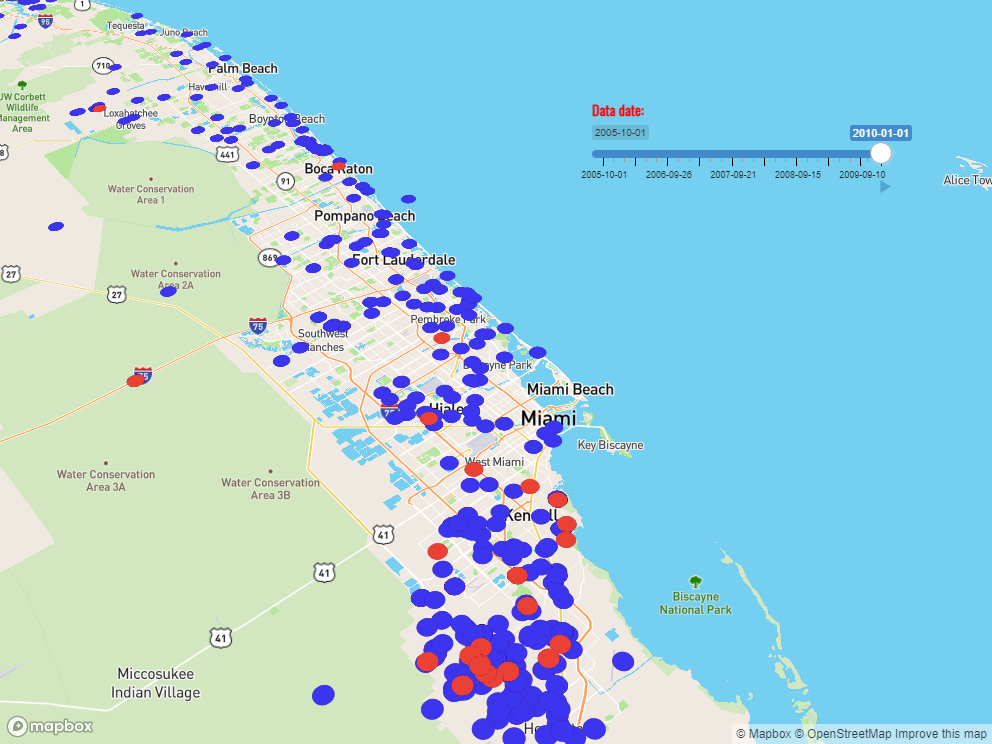 1
95
Tequesta
Juno Beach
710
Palm Beach
JW Corbett
Wildlife
Management
Area
Loxahatchee
Groves
Boynton Beach
441
8
Boca Raton
91
Water Conservation
Area 1
Pompano Beach
869
Fort Lauderdale
27
Water Conservation
Area 2A
27
75
Pembroke Park
Southwest
Ranches
Biscayne Park
75
Miami Beach
Hialeah
75
Miami
Key Biscayne
West Miami
Water Conservation
Area 3A
Water Conservation
Area 3B
Kendall
41
41
41
Biscayne
National Park
Miccosukee
Indian Village
Data date:
2005-10-01
2010-01-01
2005-10-01 2006-09-26 2007-09-21 2008-09-15 2009-09-10
Alice Tow
mapbox
© Mapbox © OpenStreetMap Improve this map